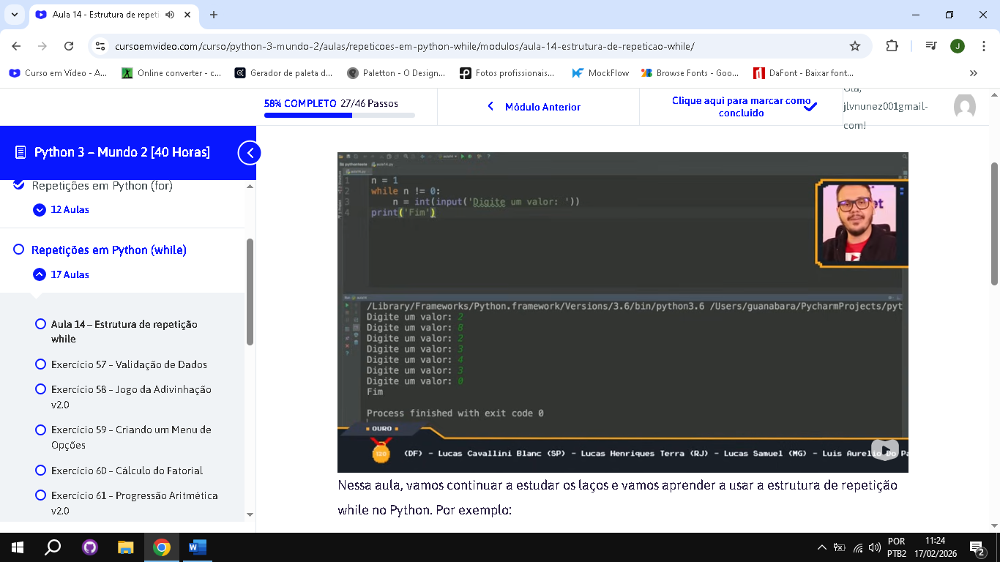 Aula 14 - Estrutura de repeti
cursoemvideo.com/curso/python-3-mundo-2/aulas/repeticoes-em-python-while/modulos/aula-14-estrutura-de-repeticao-while/
J
Curso em Vídeo - A...
Online converter - c...
Gerador de paleta d...
Paletton - O Design...
Fotos profissionais...
MockFlow
Browse Fonts - Goo...
DaFont - Baixar font...
58% COMPLETO 27/46 Passos
Módulo Anterior
Clique aqui para marcar como
concluido
Olá,
jlvnunez001gmail-
com!
Python 3 – Mundo 2 [40 Horas]
Repetições em Python (for)
12 Aulas
Repetições em Python (while)
17 Aulas
Aula 14 – Estrutura de repetição
while
Exercício 57 – Validação de Dados
Exercício 58 – Jogo da Adivinhação
v2.0
Exercício 59 – Criando um Menu de
Opções
Exercício 60 – Cálculo do Fatorial
Exercício 61 – Progressão Aritmética
v2.0
1 n = 1
2 while n != 0:
3 n = int(input('Digite um valor: '))
4 print('Fim')
/Library/Frameworks/Python.framework/Versions/3.6/bin/python3.6 /Users/guanabara/PycharmProjects/pyt
Digite um valor: 2
Digite um valor: 8
Digite um valor: 2
Digite um valor: 3
Digite um valor: 4
Digite um valor: 3
Digite um valor: 0
Fim
Process finished with exit code 0
OURO
120
(DF) - Lucas Cavallini Blanc (SP) - Lucas Henriques Terra (RJ) - Lucas Samuel (MG) - Luis Aurelio Do Pa
Nessa aula, vamos continuar a estudar os laços e vamos aprender a usar a estrutura de repetição
while no Python. Por exemplo:
POR
PTB2
11:24
17/02/2026
2